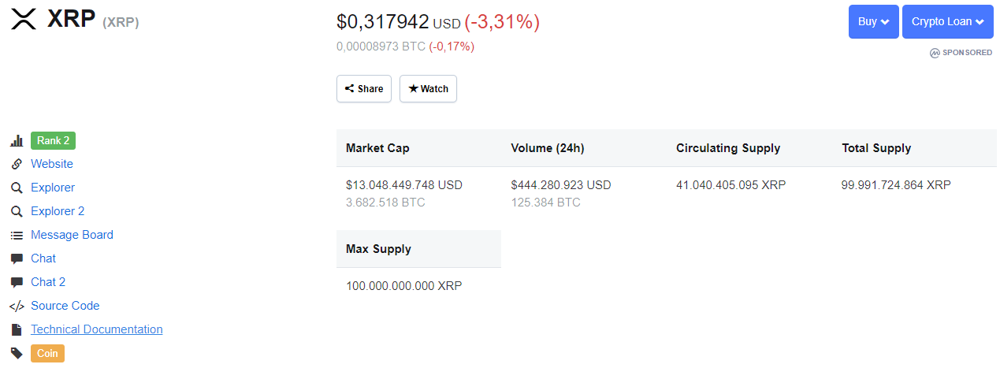 XRP (XRP)
$0,317942 USD (-3,31%)
0,00008973 BTC (-0,17%)
Buy
Crypto Loan
SPONSORED
Share
Watch
Rank 2
Website
Explorer
Explorer 2
Message Board
Chat
Chat 2
Source Code
Technical Documentation
Coin
Market Cap Volume (24h) Circulating Supply Total Supply
$13.048.449.748 USD $444.280.923 USD 41.040.405.095 XRP 99.991.724.864 XRP
3.682.518 BTC 125.384 BTC
Max Supply
100.000.000.000 XRP